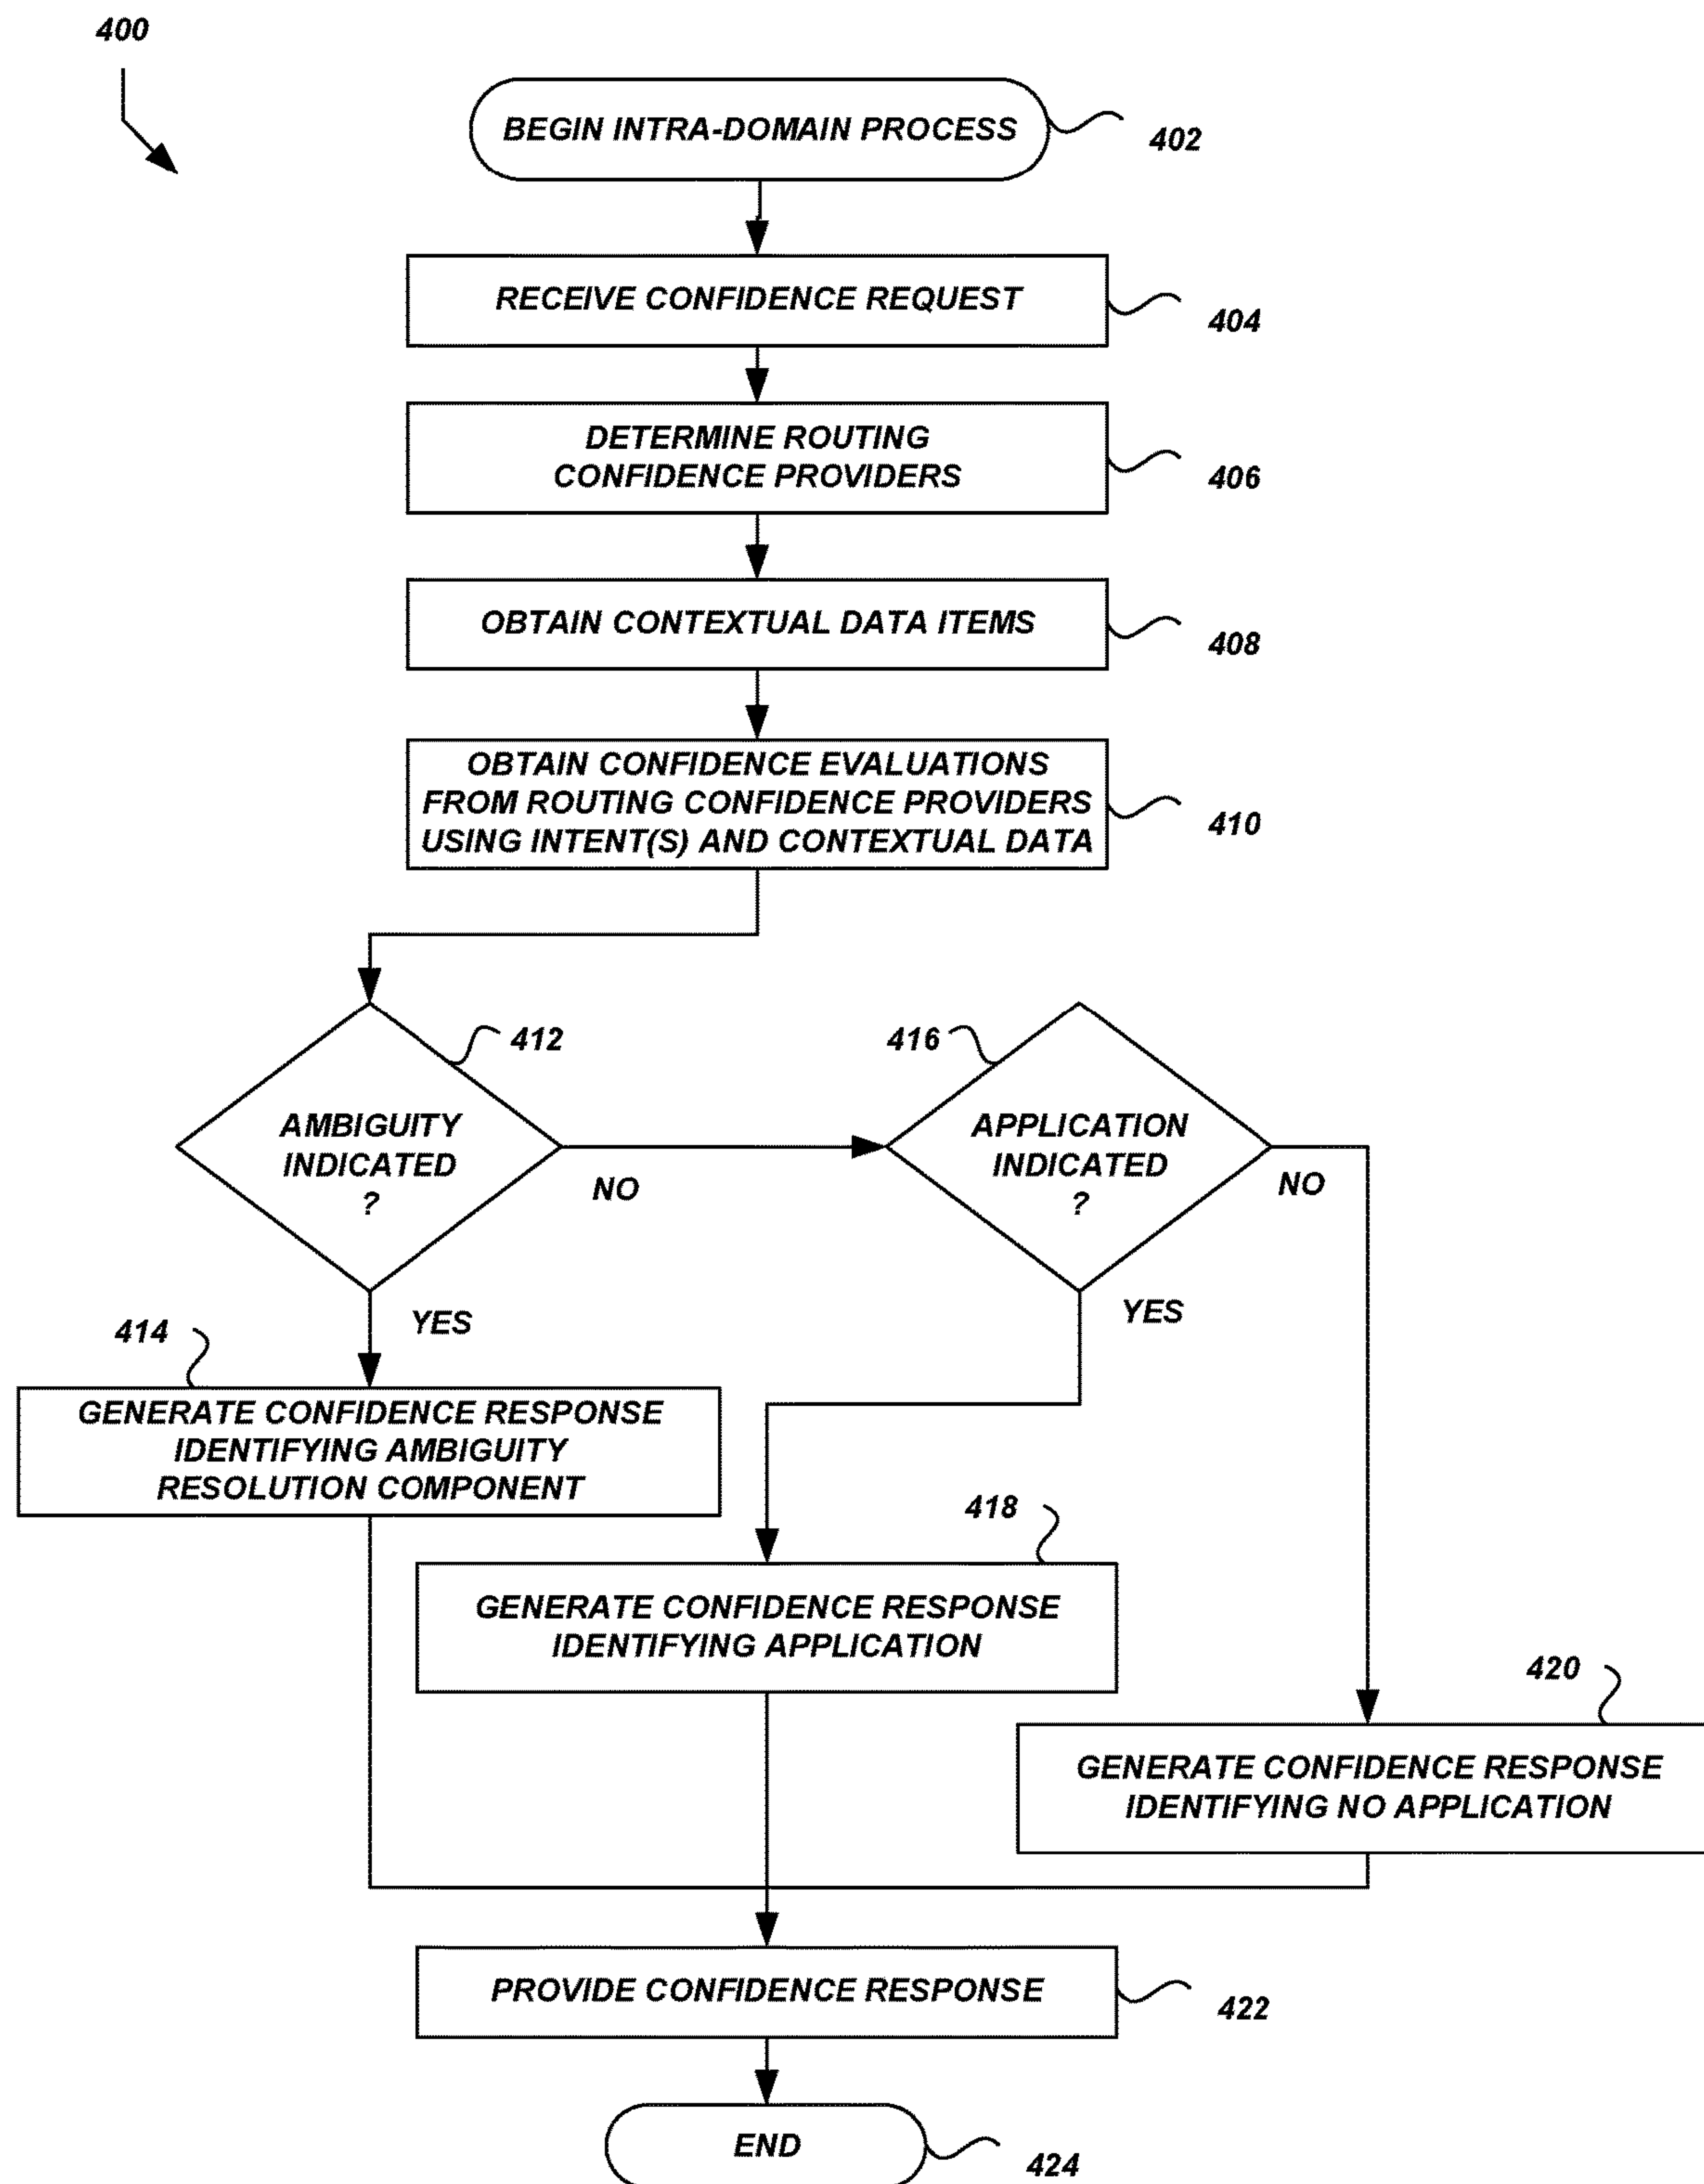 400
BEGIN INTRA-DOMAIN PROCESS
402
RECEIVE CONFIDENCE REQUEST
404
DETERMINE ROUTING
CONFIDENCE PROVIDERS
406
OBTAIN CONTEXTUAL DATA ITEMS
408
OBTAIN CONFIDENCE EVALUATIONS
FROM ROUTING CONFIDENCE PROVIDERS
USING INTENT(S) AND CONTEXTUAL DATA
410
412
AMBIGUITY
INDICATED
?
NO
YES
416
APPLICATION
INDICATED
?
NO
YES
414
GENERATE CONFIDENCE RESPONSE
IDENTIFYING AMBIGUITY
RESOLUTION COMPONENT
418
GENERATE CONFIDENCE RESPONSE
IDENTIFYING APPLICATION
420
GENERATE CONFIDENCE RESPONSE
IDENTIFYING NO APPLICATION
PROVIDE CONFIDENCE RESPONSE
422
END
424